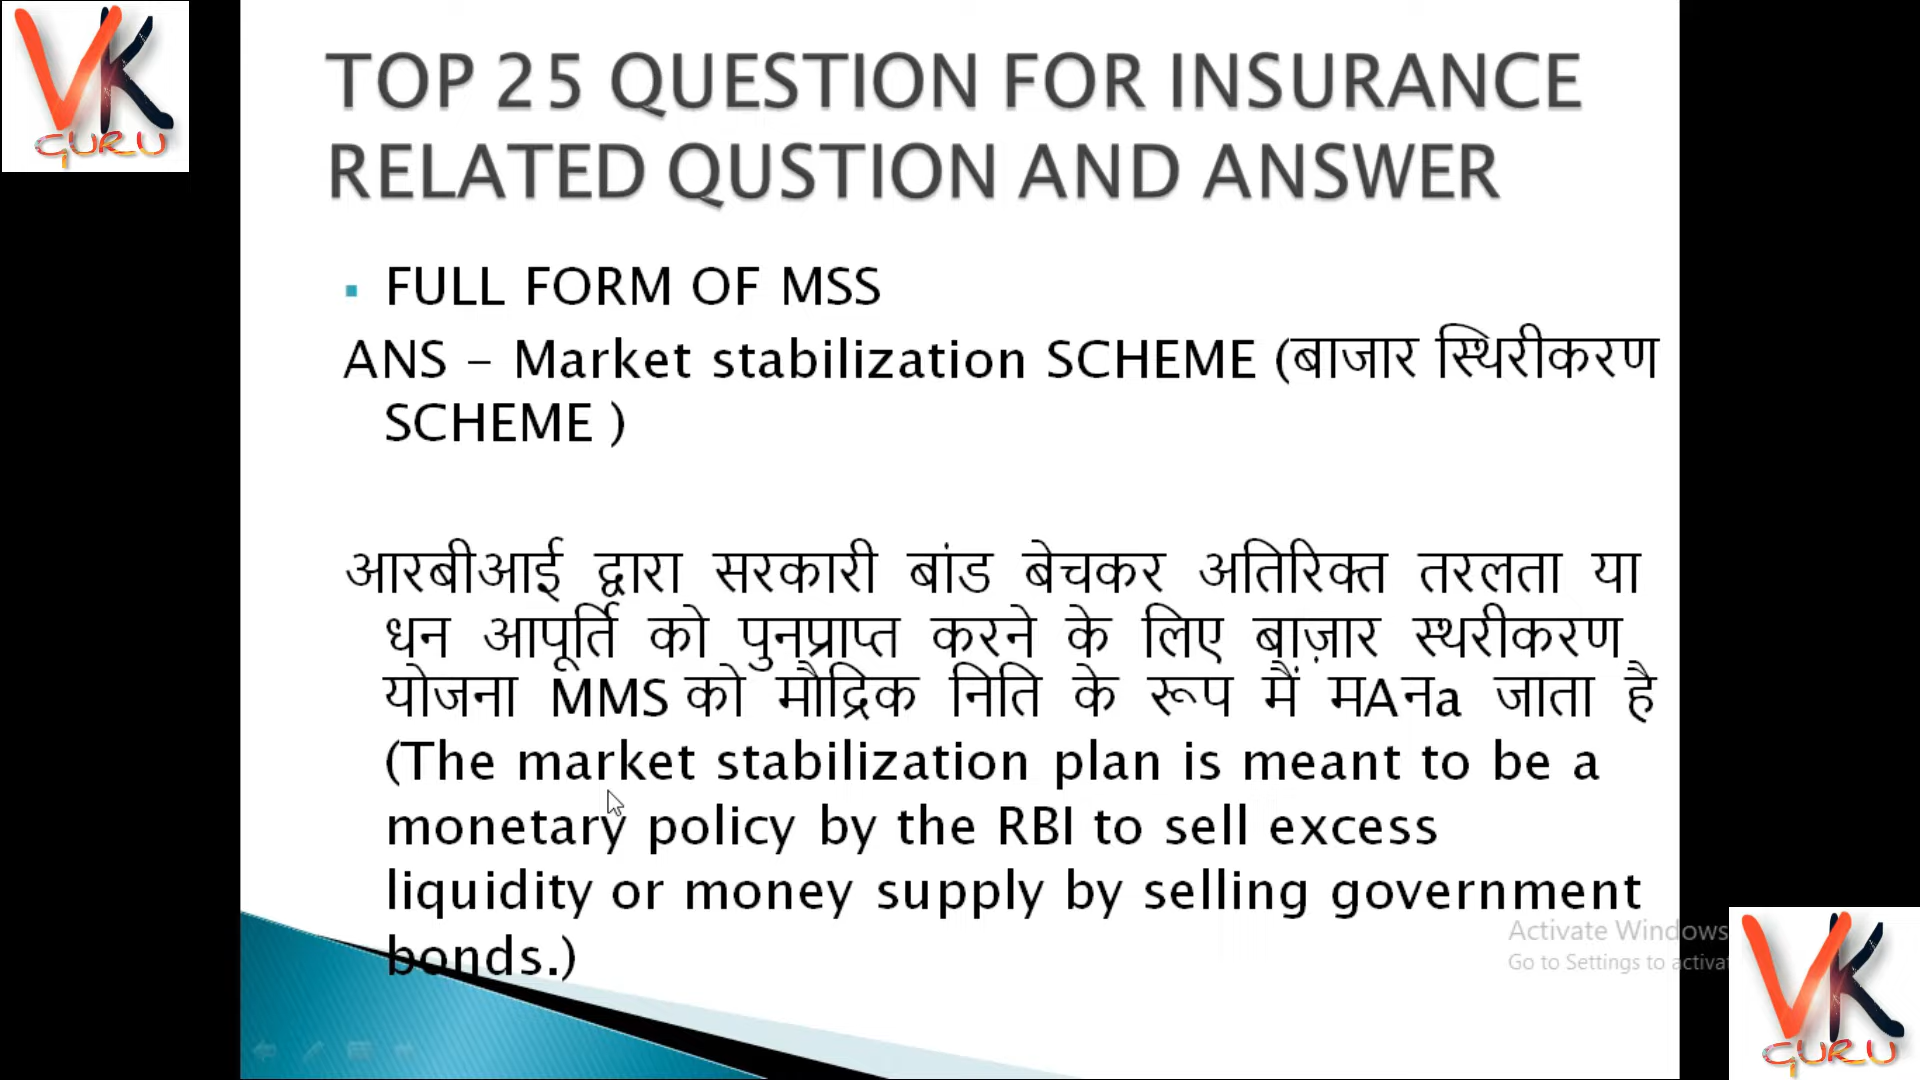 VK
GURU
TOP 25 QUESTION FOR INSURANCE
RELATED QUSTION AND ANSWER
FULL FORM OF MSS
ANS – Market stabilization SCHEME (बाजार स्थिरीकरण
SCHEME )
आरबीआई द्वारा सरकारी बांड बेचकर अतिरिक्त तरलता या
धन आपूर्ति को पुनप्राप्त करने के लिए बाज़ार स्थरीकरण
योजना MMS को मौद्रिक निति के रूप मैं मAनa जाता है
(The market stabilization plan is meant to be a
monetary policy by the RBI to sell excess
liquidity or money supply by selling government
bonds.)
Activate Windows
Go to Settings to activat
VK
GURU